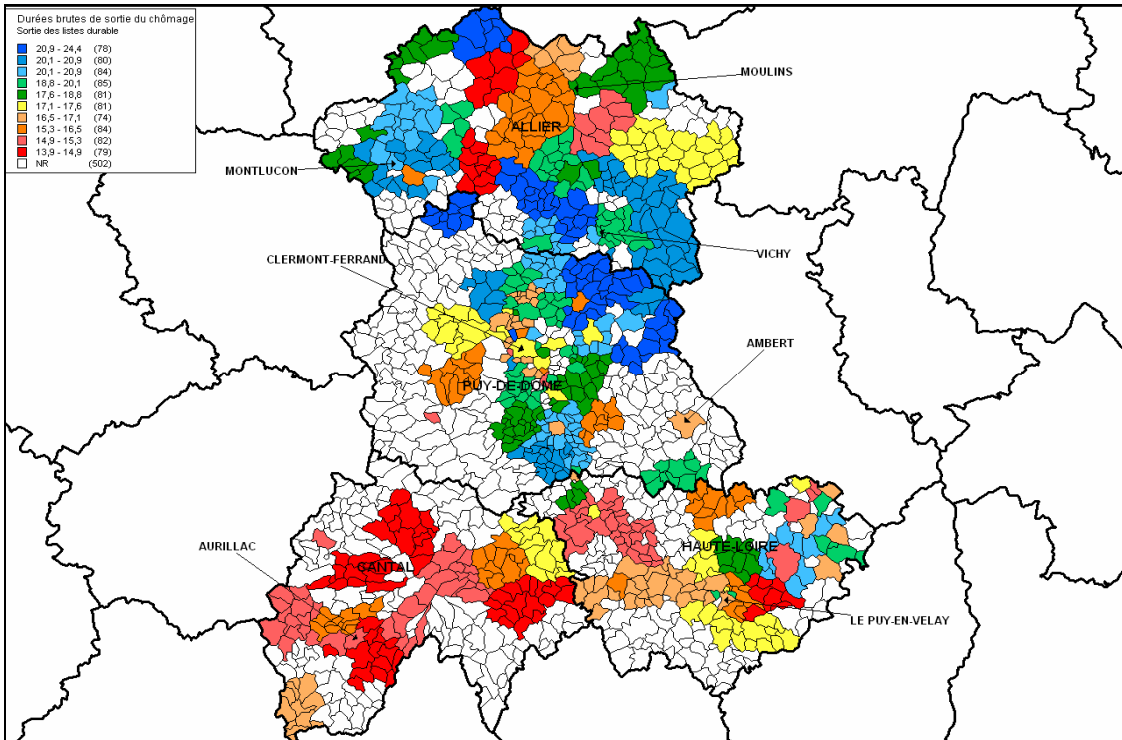 Durées brutes de sortie du chômage
Sortie des listes durable
20,9 - 24,4 (78)
20,1 - 20,9 (80)
20,1 - 20,9 (84)
18,8 - 20,1 (85)
17,6 - 18,8 (81)
17,1 - 17,6 (81)
16,5 - 17,1 (74)
15,3 - 16,5 (84)
14,9 - 15,3 (82)
13,9 - 14,9 (79)
NR (502)
MOULINS
ALLIER
MONTLUCON
VICHY
CLERMONT-FERRAND
AMBERT
PUY-DE-DOME
AURILLAC
HAUTE-LOIRE
CANTAL
LE PUY-EN-VELAY